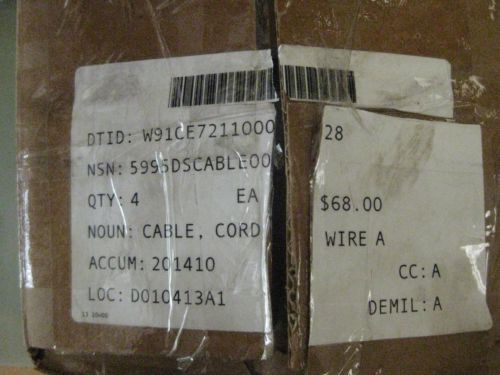 DTID: W91CE7211000 28
NSN: 5995DSCABLE00
QTY: 4 EA $68.00
NOUN: CABLE, CORD WIRE A
ACCUM: 201410 CC: A
LOC: D010413A1 DEMIL: A